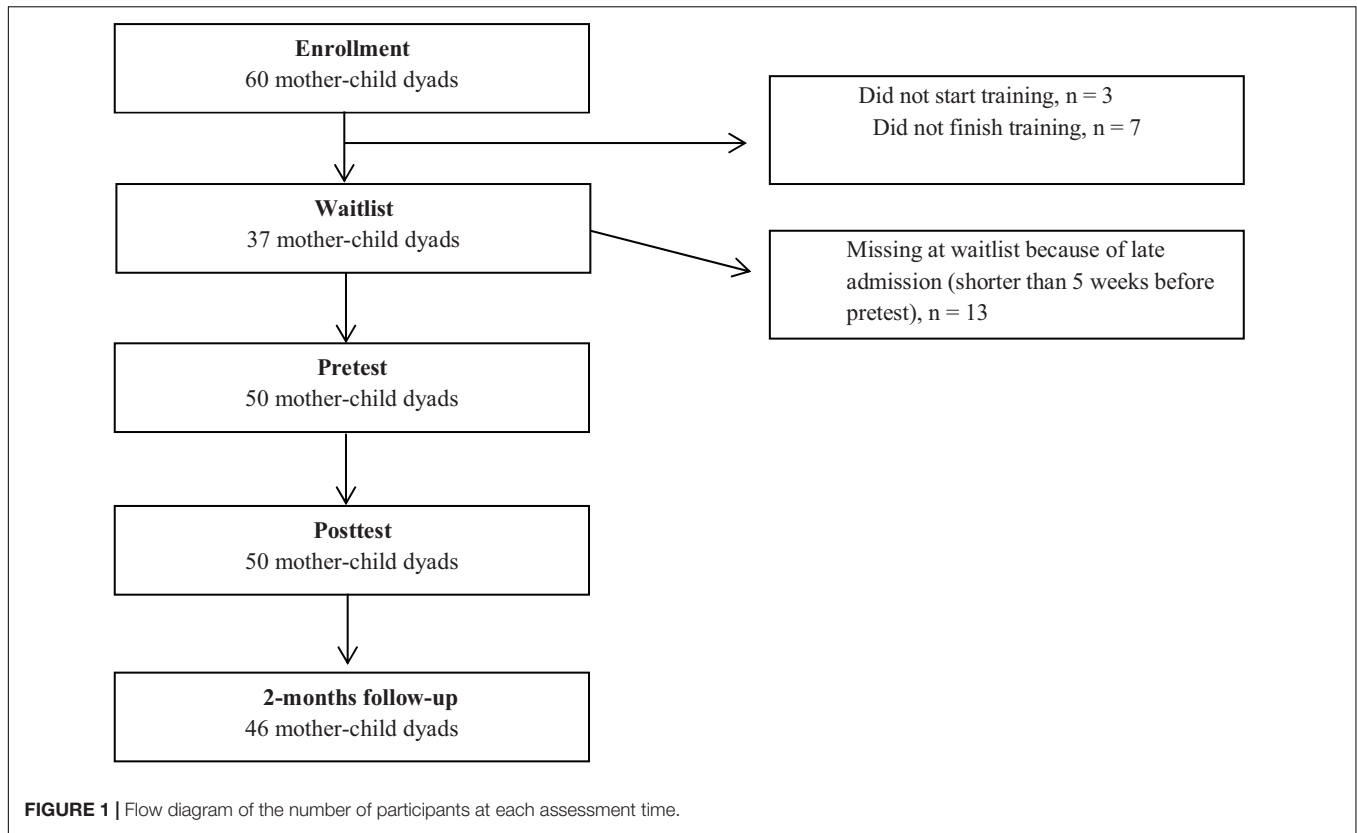 Enrollment
60 mother-child dyads
Did not start training, n = 3
Did not finish training, n = 7
Waitlist
37 mother-child dyads
Missing at waitlist because of late
admission (shorter than 5 weeks before
pretest), n = 13
Pretest
50 mother-child dyads
Posttest
50 mother-child dyads
2-months follow-up
46 mother-child dyads
FIGURE 1 | Flow diagram of the number of participants at each assessment time.